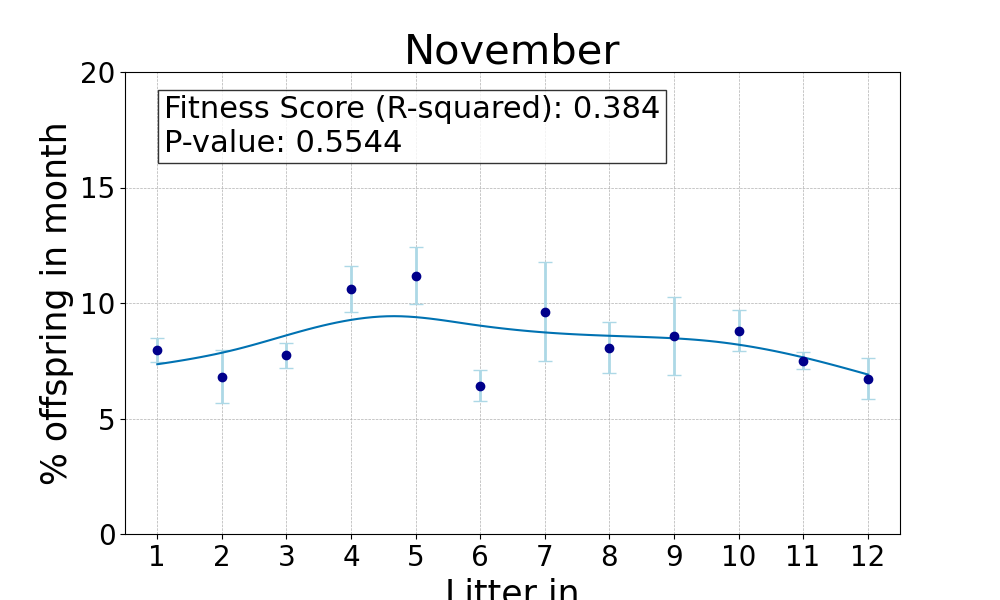 November
Fitness Score (R-squared): 0.384
P-value: 0.5544
% offspring in month
20
15
10
5
0
1 2 3 4 5 6 7 8 9 10 11 12
Litter in